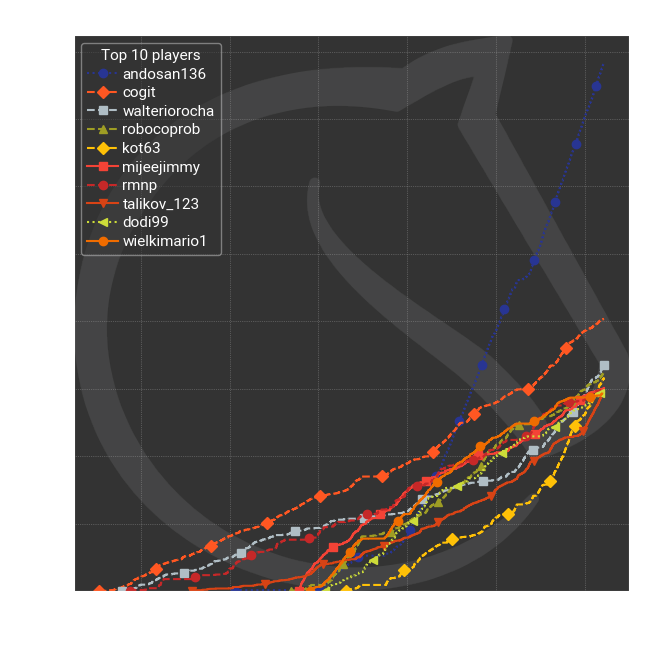 Top 10 players
andosan136
cogit
walteriorocha
robocoprob
kot63
mijeejimmy
rmnp
talikov_123
dodi99
wielkimario1